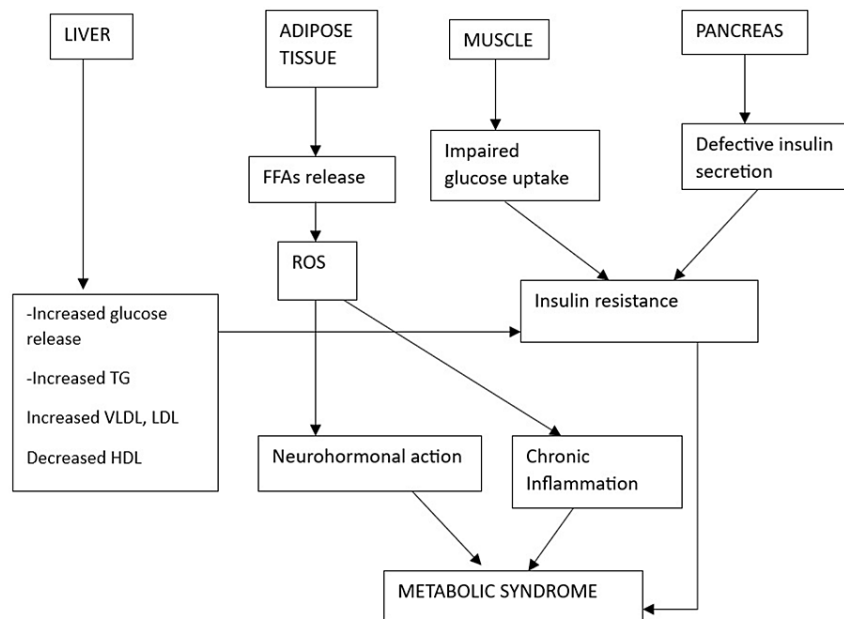 LIVER
ADIPOSE
TISSUE
MUSCLE
PANCREAS
Impaired
glucose uptake
Defective insulin
secretion
FFAs release
ROS
-Increased glucose
release
-Increased TG
Increased VLDL, LDL
Decreased HDL
Insulin resistance
Neurohormonal action
Chronic
Inflammation
METABOLIC SYNDROME